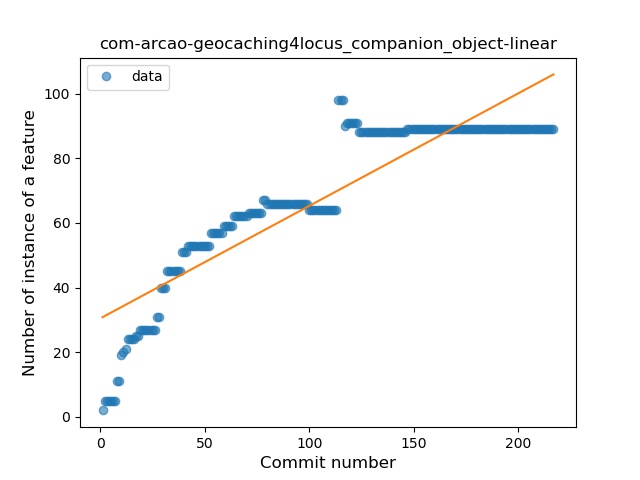 com-arcao-geocaching4locus_companion_object-linear
data
Number of instance of a feature
100
80
60
40
20
0
0 50 100 150 200
Commit number